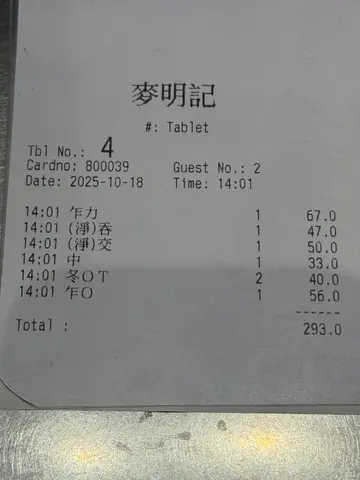 麥明記
#: Tablet
Tbl No.: 4
Cardno: 800039 Guest No.: 2
Date: 2025-10-18 Time: 14:01
14:01 乍力 1 67.0
14:01 (淨)吞 1 47.0
14:01 (淨)交 1 50.0
14:01 中 1 33.0
14:01 冬OT 2 40.0
14:01 乍O 1 56.0
------
Total : 293.0